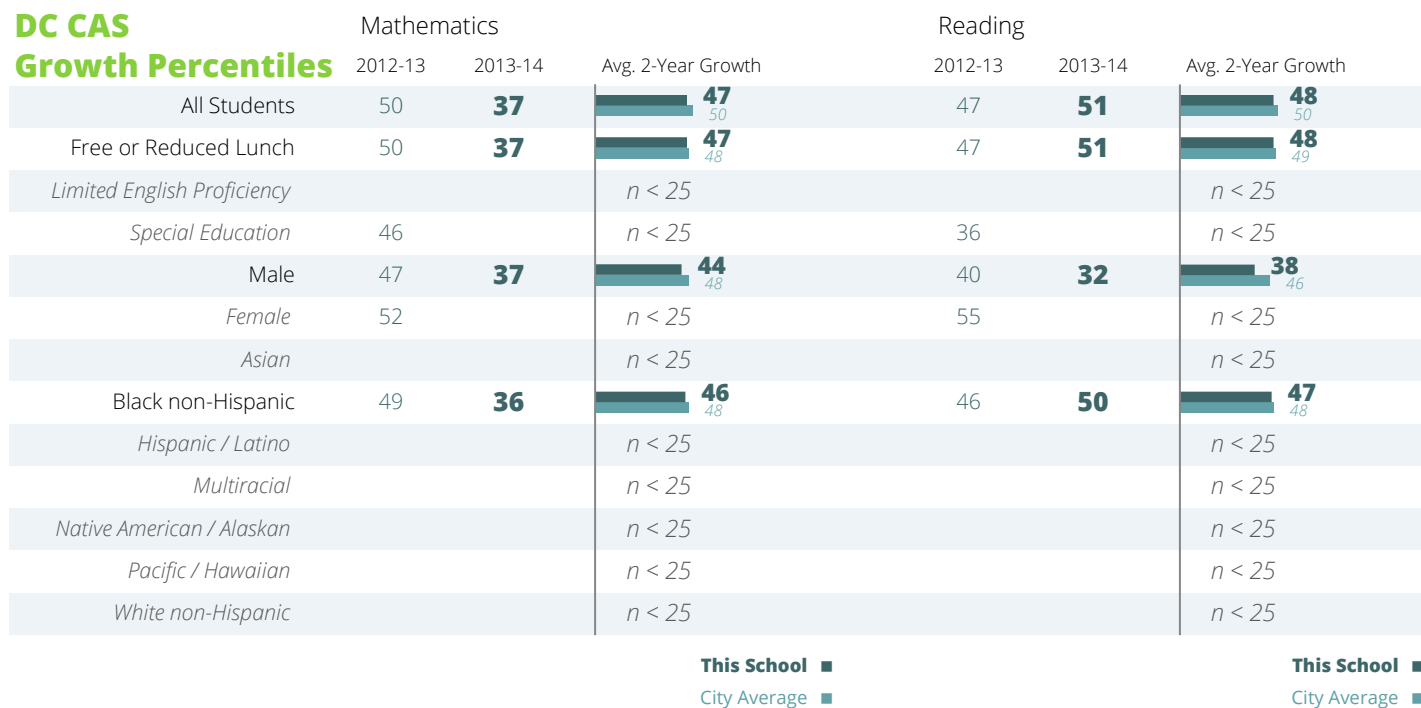 DC CAS
Growth Percentiles
Mathematics
Reading
2012-13 2013-14 Avg. 2-Year Growth 2012-13 2013-14 Avg. 2-Year Growth
All Students 50 37 47 50 47 51 48 50
Free or Reduced Lunch 50 37 47 48 47 51 48 49
Limited English Proficiency n < 25 n < 25
Special Education 46 n < 25 36 n < 25
Male 47 37 44 48 40 32 38 46
Female 52 n < 25 55 n < 25
Asian n < 25 n < 25
Black non-Hispanic 49 36 46 48 46 50 47 48
Hispanic / Latino n < 25 n < 25
Multiracial n < 25 n < 25
Native American / Alaskan n < 25 n < 25
Pacific / Hawaiian n < 25 n < 25
White non-Hispanic n < 25 n < 25
This School This School
City Average City Average